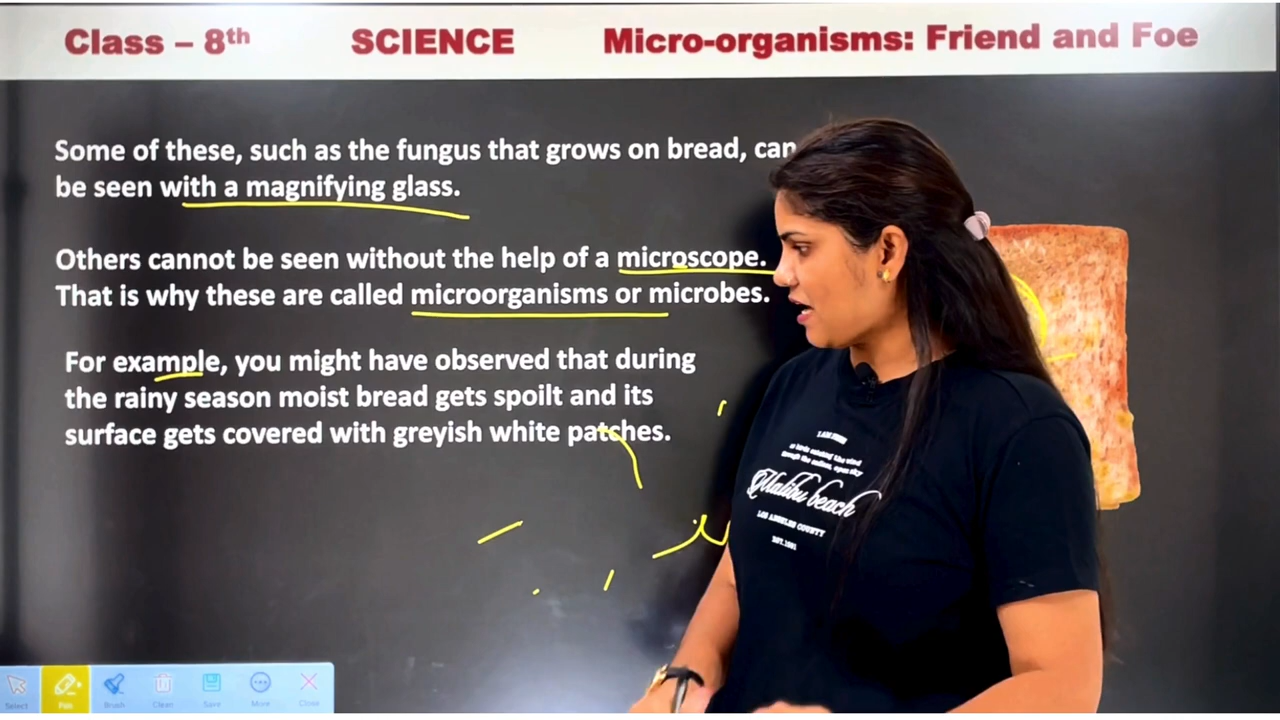 Class – 8th SCIENCE Micro-organisms: Friend and Foe
Some of these, such as the fungus that grows on bread, can
be seen with a magnifying glass.
Others cannot be seen without the help of a microscope.
That is why these are called microorganisms or microbes.
For example, you might have observed that during
the rainy season moist bread gets spoilt and its
surface gets covered with greyish white patches.
Malibu beach
LOS ANGELES COUNTY
Select Pen Brush Clear Save More Close